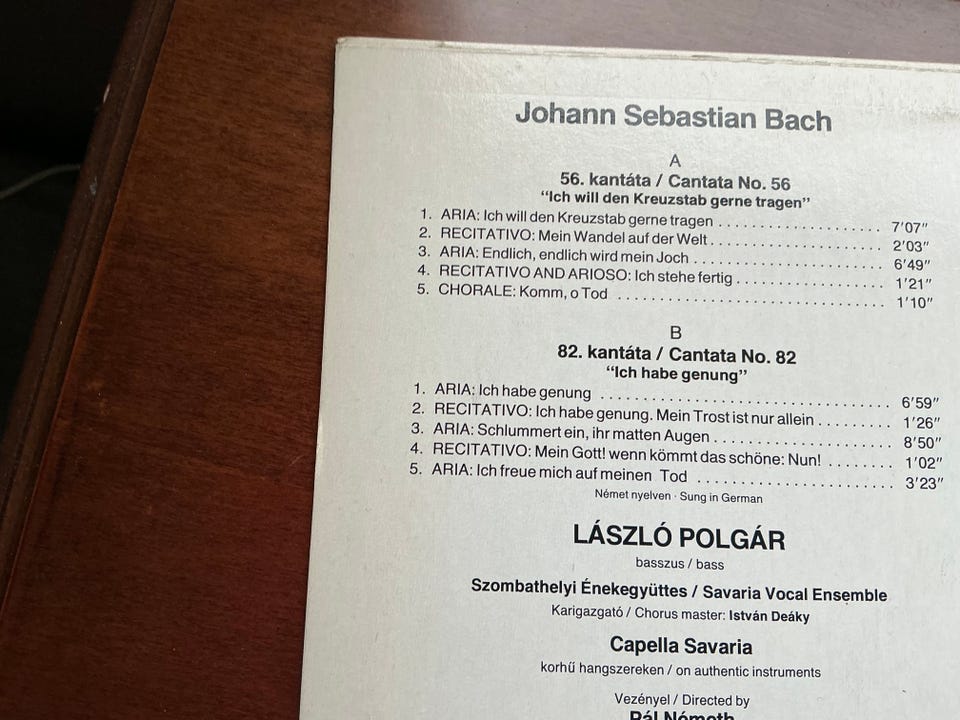 Johann Sebastian Bach
A
56. kantáta / Cantata No. 56
“Ich will den Kreuzstab gerne tragen”
1. ARIA: Ich will den Kreuzstab gerne tragen .................... 7′07″
2. RECITATIVO: Mein Wandel auf der Welt ..................... 2′03″
3. ARIA: Endlich, endlich wird mein Joch ....................... 6′49″
4. RECITATIVO AND ARIOSO: Ich stehe fertig .................. 1′21″
5. CHORALE: Komm, o Tod ................................ 1′10″
B
82. kantáta / Cantata No. 82
“Ich habe genung”
1. ARIA: Ich habe genung .................................. 6′59″
2. RECITATIVO: Ich habe genung. Mein Trost ist nur allein ......... 1′26″
3. ARIA: Schlummert ein, ihr matten Augen ..................... 8′50″
4. RECITATIVO: Mein Gott! wenn kömmt das schöne: Nun! ........ 1′02″
5. ARIA: Ich freue mich auf meinen Tod ........................ 3′23″
Német nyelven · Sung in German
LÁSZLÓ POLGÁR
basszus / bass
Szombathelyi Énekegyüttes / Savaria Vocal Ensemble
Karigazgató / Chorus master: István Deáky
Capella Savaria
korhű hangszereken / on authentic instruments
Vezényel / Directed by
Pál Németh